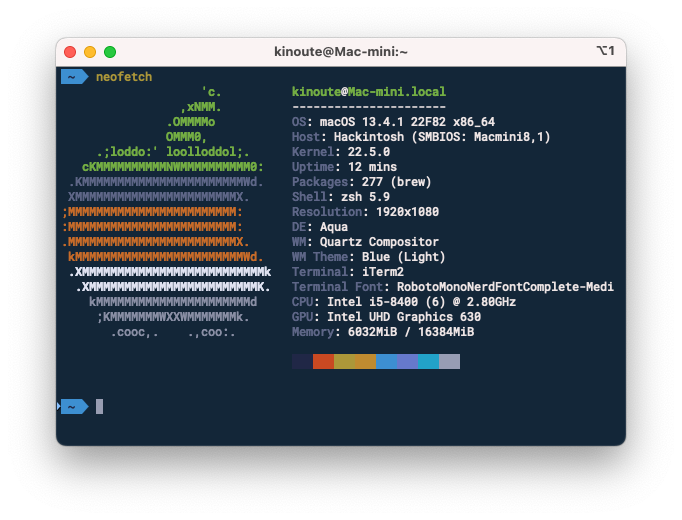 kinoute@Mac-mini:~ ⌥1
~ neofetch
'c.
,xNMM.
.OMMMMo
OMMM0,
.;loddo:' loolloddol;.
cKMMMMMMMMMMNWMMMMMMMMMM0:
.KMMMMMMMMMMMMMMMMMMMMMMMWd.
XMMMMMMMMMMMMMMMMMMMMMMMX.
;MMMMMMMMMMMMMMMMMMMMMMMM:
:MMMMMMMMMMMMMMMMMMMMMMMM:
.MMMMMMMMMMMMMMMMMMMMMMMMX.
kMMMMMMMMMMMMMMMMMMMMMMMMWd.
.XMMMMMMMMMMMMMMMMMMMMMMMMMMk
.XMMMMMMMMMMMMMMMMMMMMMMMMK.
kMMMMMMMMMMMMMMMMMMMMMMd
;KMMMMMMMWXXWMMMMMMMk.
.cooc,. .,coo:.
kinoute@Mac-mini.local
----------------------
OS: macOS 13.4.1 22F82 x86_64
Host: Hackintosh (SMBIOS: Macmini8,1)
Kernel: 22.5.0
Uptime: 12 mins
Packages: 277 (brew)
Shell: zsh 5.9
Resolution: 1920x1080
DE: Aqua
WM: Quartz Compositor
WM Theme: Blue (Light)
Terminal: iTerm2
Terminal Font: RobotoMonoNerdFontComplete-Medi
CPU: Intel i5-8400 (6) @ 2.80GHz
GPU: Intel UHD Graphics 630
Memory: 6032MiB / 16384MiB
~